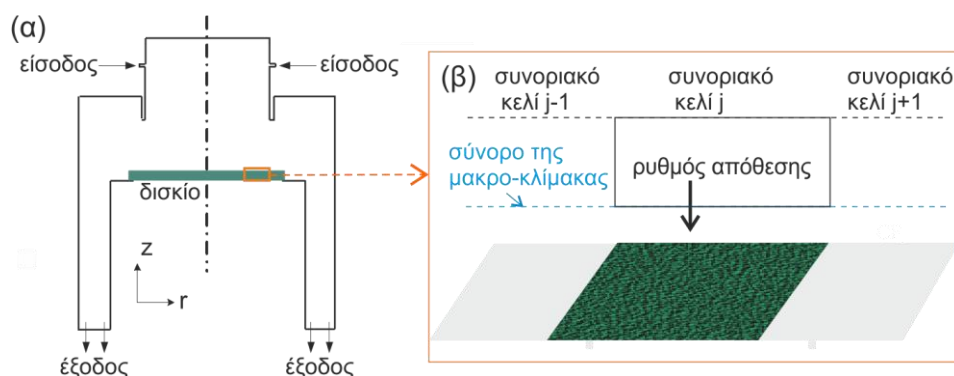 (α)
είσοδος
είσοδος
δισκίο
z
r
έξοδος
έξοδος
(β)
συνοριακό
κελί j-1
συνοριακό
κελί j
συνοριακό
κελί j+1
σύνορο της
μακρο-κλίμακας
ρυθμός απόθεσης